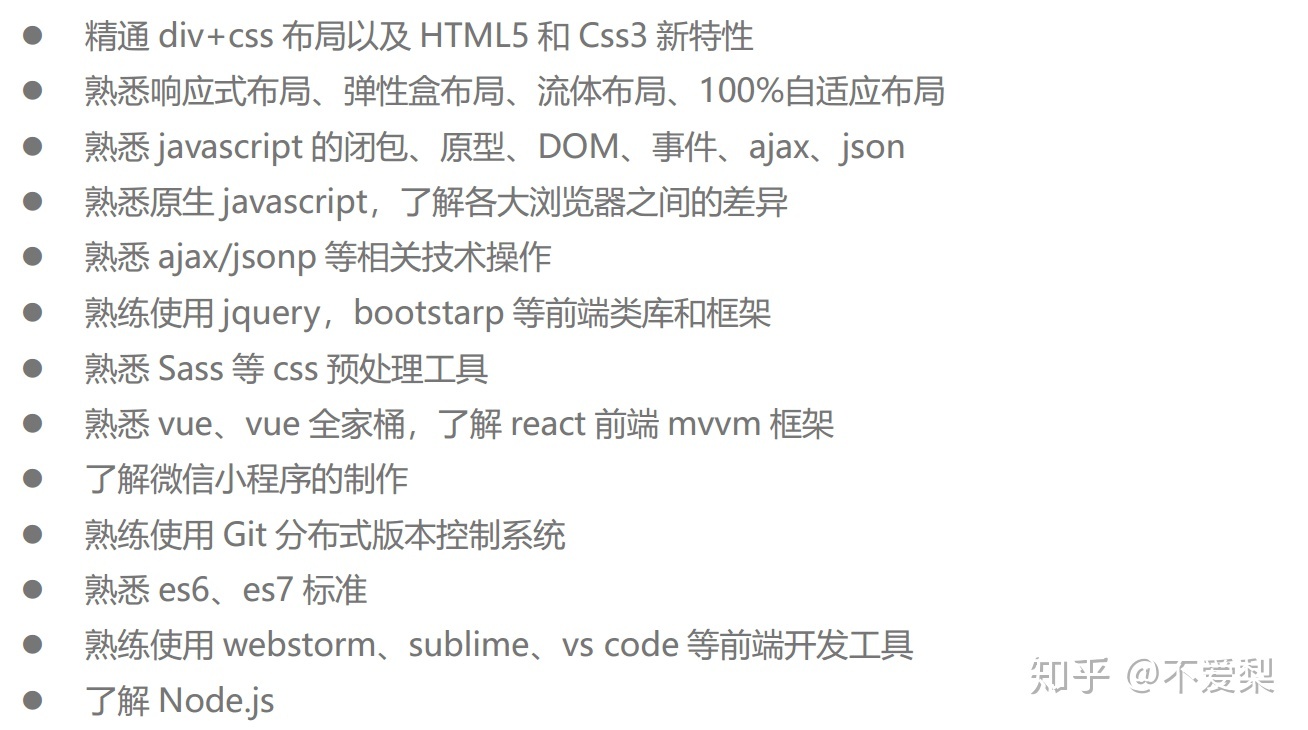 ● 精通 div+css 布局以及 HTML5 和 Css3 新特性
● 熟悉响应式布局、弹性盒布局、流体布局、100%自适应布局
● 熟悉 javascript 的闭包、原型、DOM、事件、ajax、json
● 熟悉原生 javascript，了解各大浏览器之间的差异
● 熟悉 ajax/jsonp 等相关技术操作
● 熟练使用 jquery，bootstarp 等前端类库和框架
● 熟悉 Sass 等 css 预处理工具
● 熟悉 vue、vue 全家桶，了解 react 前端 mvvm 框架
● 了解微信小程序的制作
● 熟练使用 Git 分布式版本控制系统
● 熟悉 es6、es7 标准
● 熟练使用 webstorm、sublime、vs code 等前端开发工具
● 了解 Node.js
知乎 @不爱梨